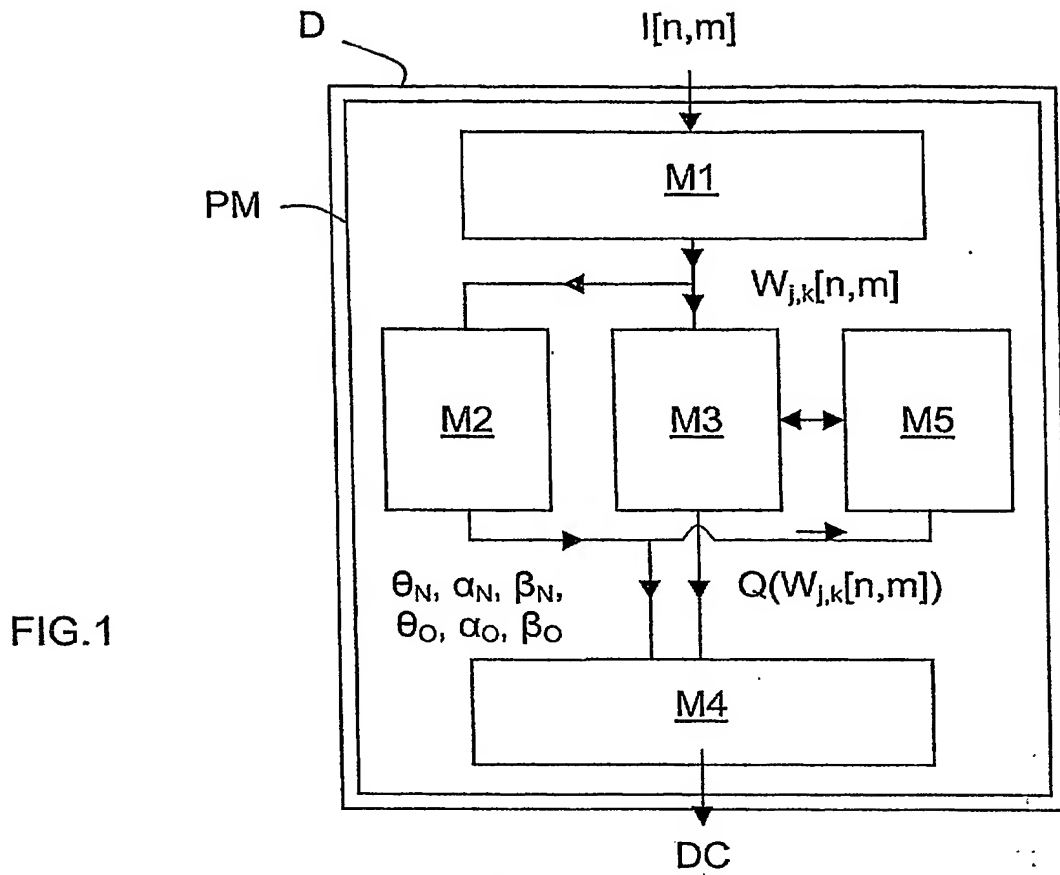 D
I[n,m]
M1
PM
W_{j,k}[n,m]
M2
M3
M5
θ_N, α_N, β_N,
θ_O, α_O, β_O
Q(W_{j,k}[n,m])
FIG.1
M4
DC